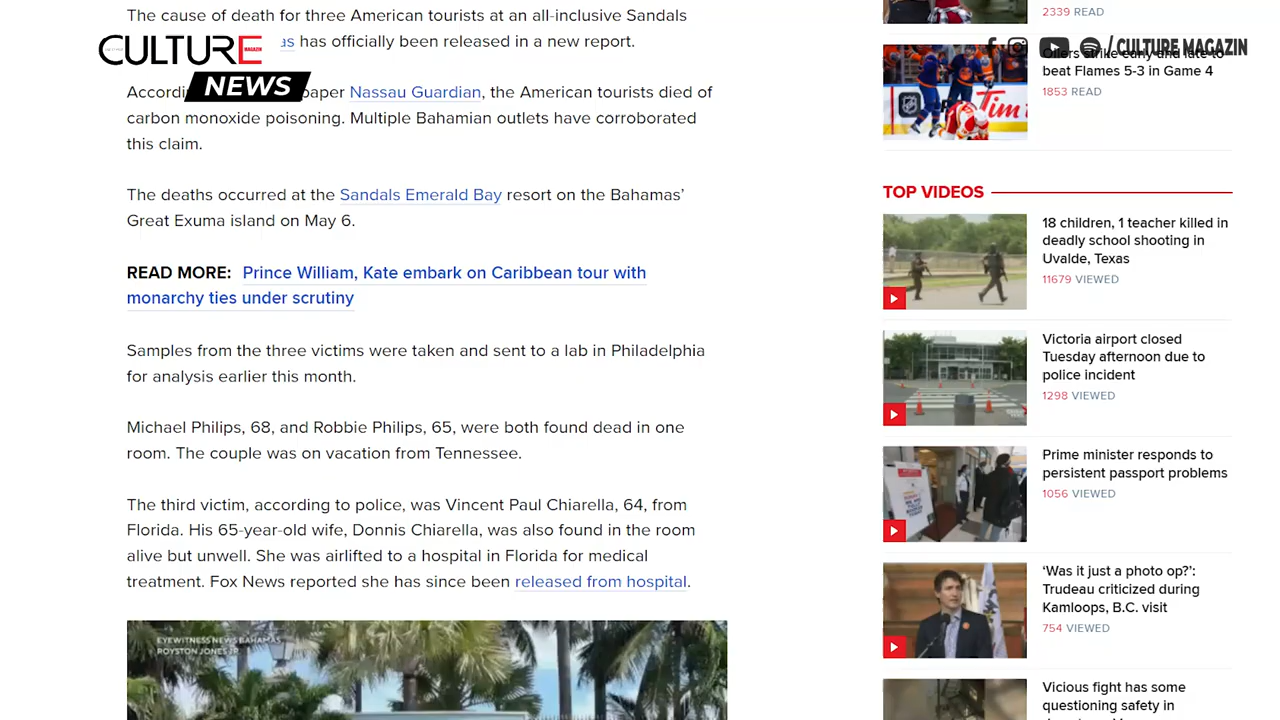 The cause of death for three American tourists at an all-inclusive Sandals
as has officially been released in a new report.
CULTURE
MAGAZIN
NEWS
/ CULTURE MAGAZIN
paper Nassau Guardian, the American tourists died of
carbon monoxide poisoning. Multiple Bahamian outlets have corroborated
this claim.
The deaths occurred at the Sandals Emerald Bay resort on the Bahamas’
Great Exuma island on May 6.
READ MORE: Prince William, Kate embark on Caribbean tour with
monarchy ties under scrutiny
Samples from the three victims were taken and sent to a lab in Philadelphia
for analysis earlier this month.
Michael Philips, 68, and Robbie Philips, 65, were both found dead in one
room. The couple was on vacation from Tennessee.
The third victim, according to police, was Vincent Paul Chiarella, 64, from
Florida. His 65-year-old wife, Donnis Chiarella, was also found in the room
alive but unwell. She was airlifted to a hospital in Florida for medical
treatment. Fox News reported she has since been released from hospital.
EYEWITNESS NEWS BAHAMAS
ROYSTON JONES JR.
2339 READ
Oilers strike early and late to
beat Flames 5-3 in Game 4
1853 READ
TOP VIDEOS
18 children, 1 teacher killed in
deadly school shooting in
Uvalde, Texas
11679 VIEWED
Victoria airport closed
Tuesday afternoon due to
police incident
1298 VIEWED
Prime minister responds to
persistent passport problems
1056 VIEWED
‘Was it just a photo op?’:
Trudeau criticized during
Kamloops, B.C. visit
754 VIEWED
Vicious fight has some
questioning safety in